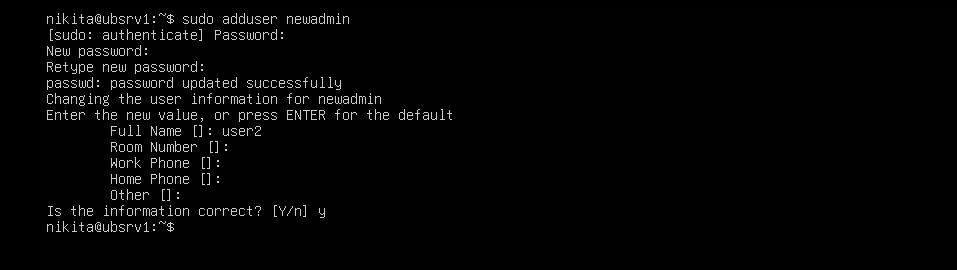 nikita@ubsrv1:~$ sudo adduser newadmin
[sudo: authenticate] Password:
New password:
Retype new password:
passwd: password updated successfully
Changing the user information for newadmin
Enter the new value, or press ENTER for the default
Full Name []: user2
Room Number []:
Work Phone []:
Home Phone []:
Other []:
Is the information correct? [Y/n] y
nikita@ubsrv1:~$